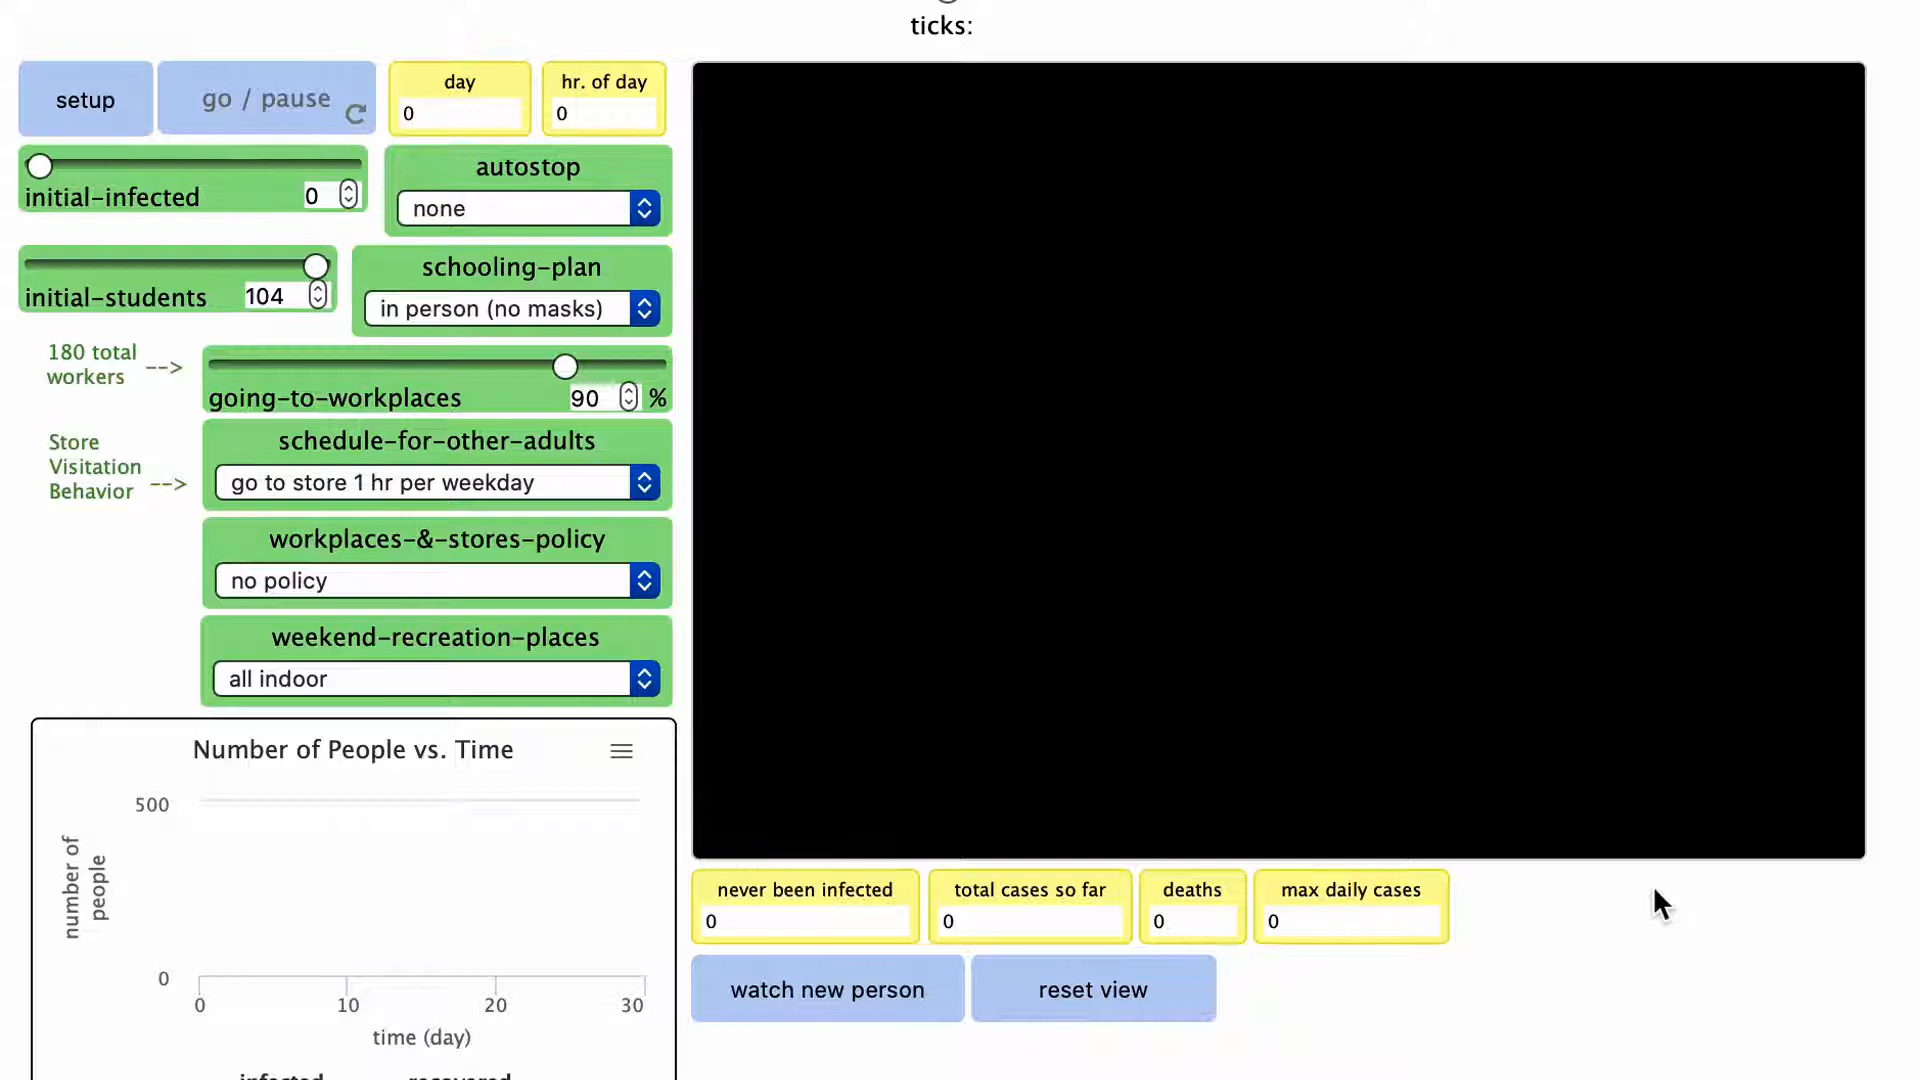 ticks:
setup
go / pause
day
0
hr. of day
0
initial-infected
0
autostop
none
initial-students
104
schooling-plan
in person (no masks)
180 total
workers -->
going-to-workplaces
90 %
Store
Visitation
Behavior -->
schedule-for-other-adults
go to store 1 hr per weekday
workplaces-&-stores-policy
no policy
weekend-recreation-places
all indoor
Number of People vs. Time
number of
people
500
0
0 10 20 30
time (day)
infected recovered
never been infected
0
total cases so far
0
deaths
0
max daily cases
0
watch new person
reset view